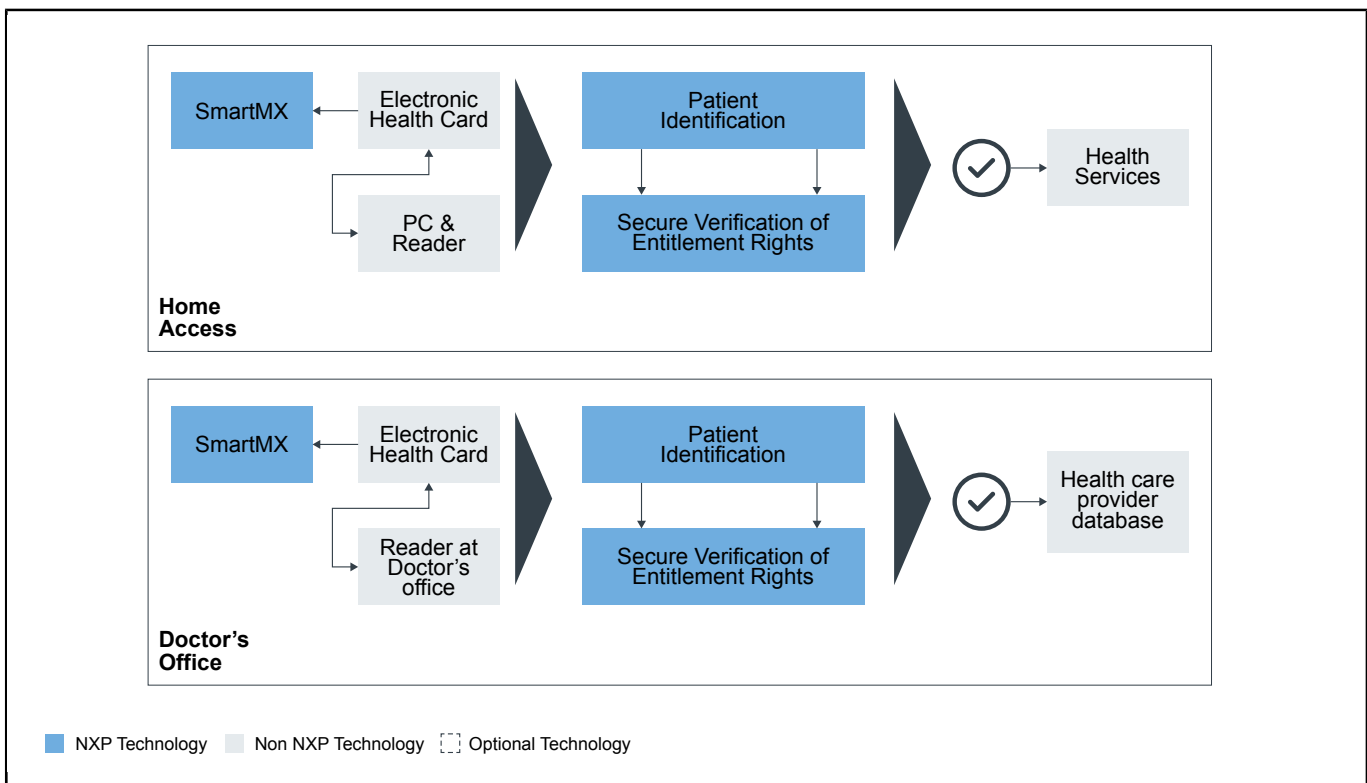 SmartMX
Electronic
Health Card
PC &
Reader
Patient
Identification
Secure Verification of
Entitlement Rights
Health
Services
Home
Access
SmartMX
Electronic
Health Card
Reader at
Doctor's
office
Patient
Identification
Secure Verification of
Entitlement Rights
Health care
provider
database
Doctor's
Office
NXP Technology
Non NXP Technology
Optional Technology